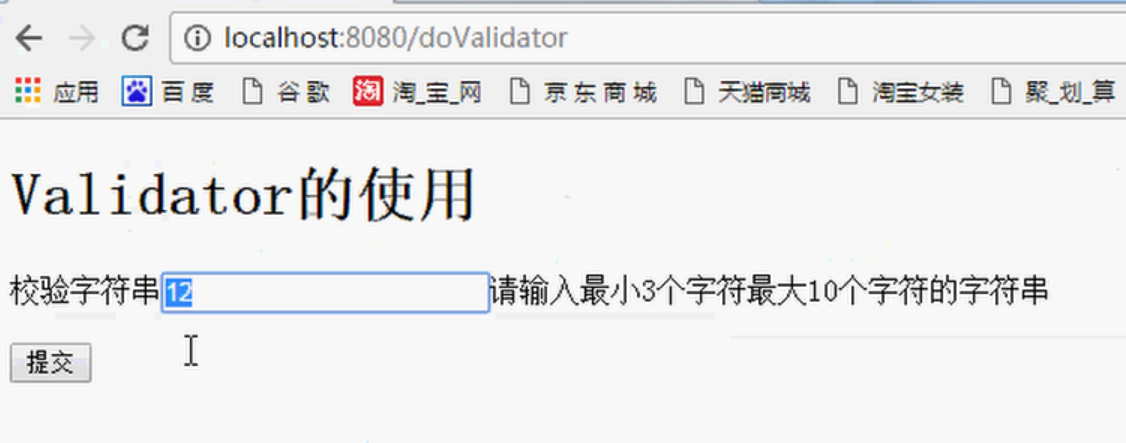 localhost:8080/doValidator
应用 百度 谷歌 淘 淘_宝_网 京东商城 天猫商城 淘宝女装 聚_划_算
Validator的使用
校验字符串 12 请输入最小3个字符最大10个字符的字符串
提交